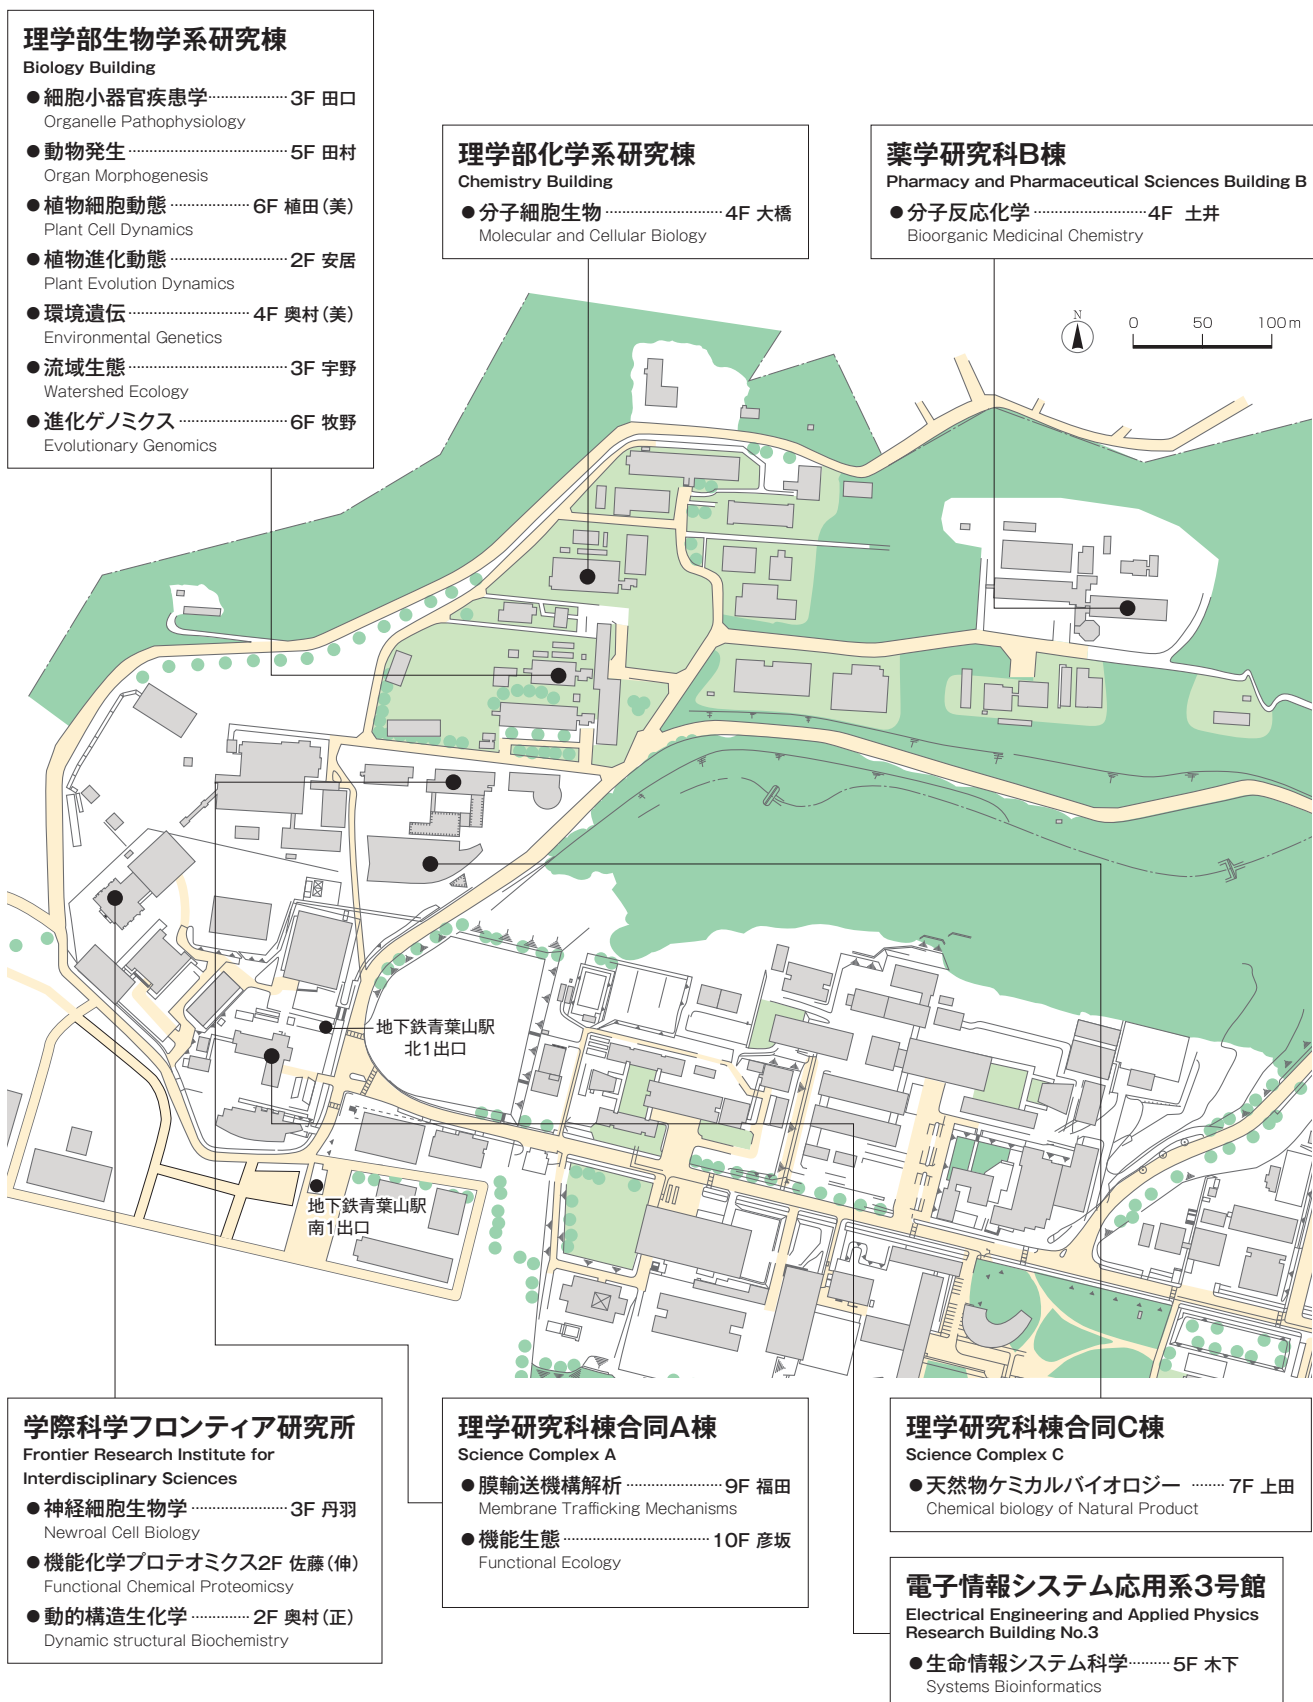 理学部生物学系研究棟
Biology Building
●細胞小器官疾患学………………3F 田口
Organelle Pathophysiology
●動物発生………………………………5F 田村
Organ Morphogenesis
●植物細胞動態………………6F 植田(美)
Plant Cell Dynamics
●植物進化動態………………………2F 安居
Plant Evolution Dynamics
●環境遺伝………………………4F 奥村(美)
Environmental Genetics
●流域生態………………………………3F 宇野
Watershed Ecology
●進化ゲノミクス……………………6F 牧野
Evolutionary Genomics
理学部化学系研究棟
Chemistry Building
●分子細胞生物………………………4F 大橋
Molecular and Cellular Biology
薬学研究科B棟
Pharmacy and Pharmaceutical Sciences Building B
●分子反応化学……………………4F 土井
Bioorganic Medicinal Chemistry
N
0 50 100m
地下鉄青葉山駅
北1出口
地下鉄青葉山駅
南1出口
学際科学フロンティア研究所
Frontier Research Institute for
Interdisciplinary Sciences
●神経細胞生物学…………………3F 丹羽
Newroal Cell Biology
●機能化学プロテオミクス2F 佐藤(伸)
Functional Chemical Proteomicsy
●動的構造生化学…………2F 奥村(正)
Dynamic structural Biochemistry
理学研究科棟合同A棟
Science Complex A
●膜輸送機構解析…………………9F 福田
Membrane Trafficking Mechanisms
●機能生態……………………………10F 彦坂
Functional Ecology
理学研究科棟合同C棟
Science Complex C
●天然物ケミカルバイオロジー ……7F 上田
Chemical biology of Natural Product
電子情報システム応用系3号館
Electrical Engineering and Applied Physics
Research Building No.3
●生命情報システム科学………5F 木下
Systems Bioinformatics